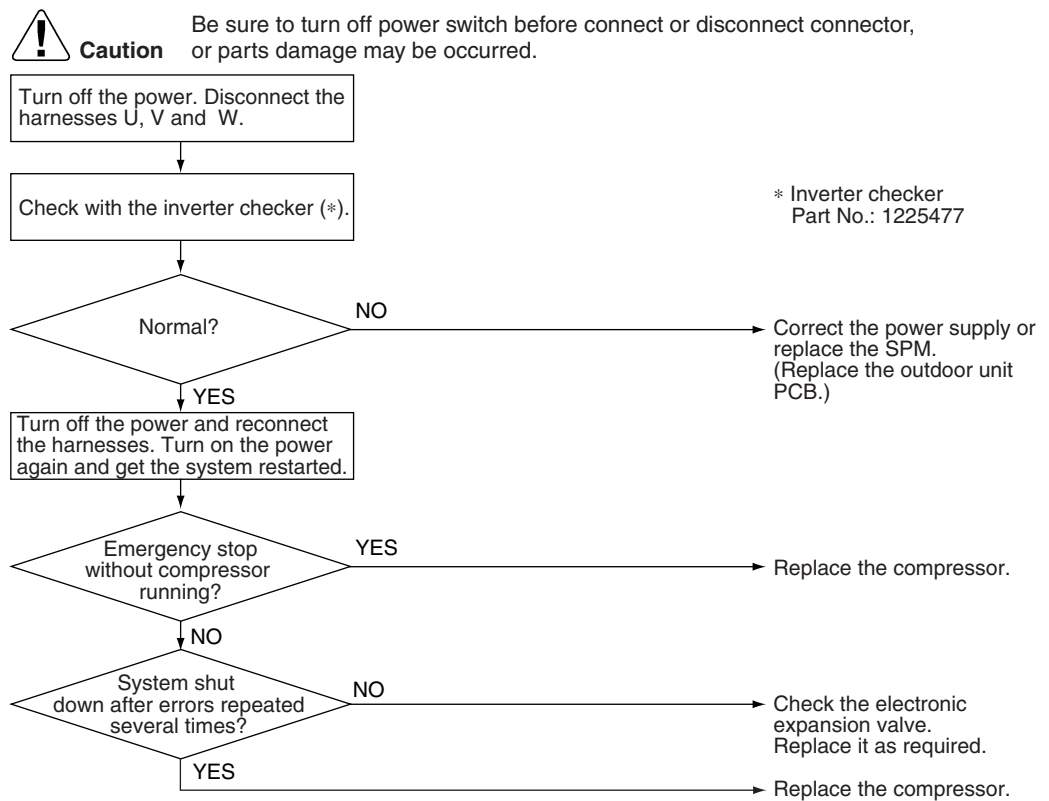 Be sure to turn off power switch before connect or disconnect connector,
Caution or parts damage may be occurred.
Turn off the power. Disconnect the
harnesses U, V and W.
Check with the inverter checker (*).
* Inverter checker
Part No.: 1225477
Normal?
NO
Correct the power supply or
replace the SPM.
(Replace the outdoor unit
PCB.)
YES
Turn off the power and reconnect
the harnesses. Turn on the power
again and get the system restarted.
Emergency stop
without compressor
running?
YES
Replace the compressor.
NO
System shut
down after errors repeated
several times?
NO
Check the electronic
expansion valve.
Replace it as required.
YES
Replace the compressor.